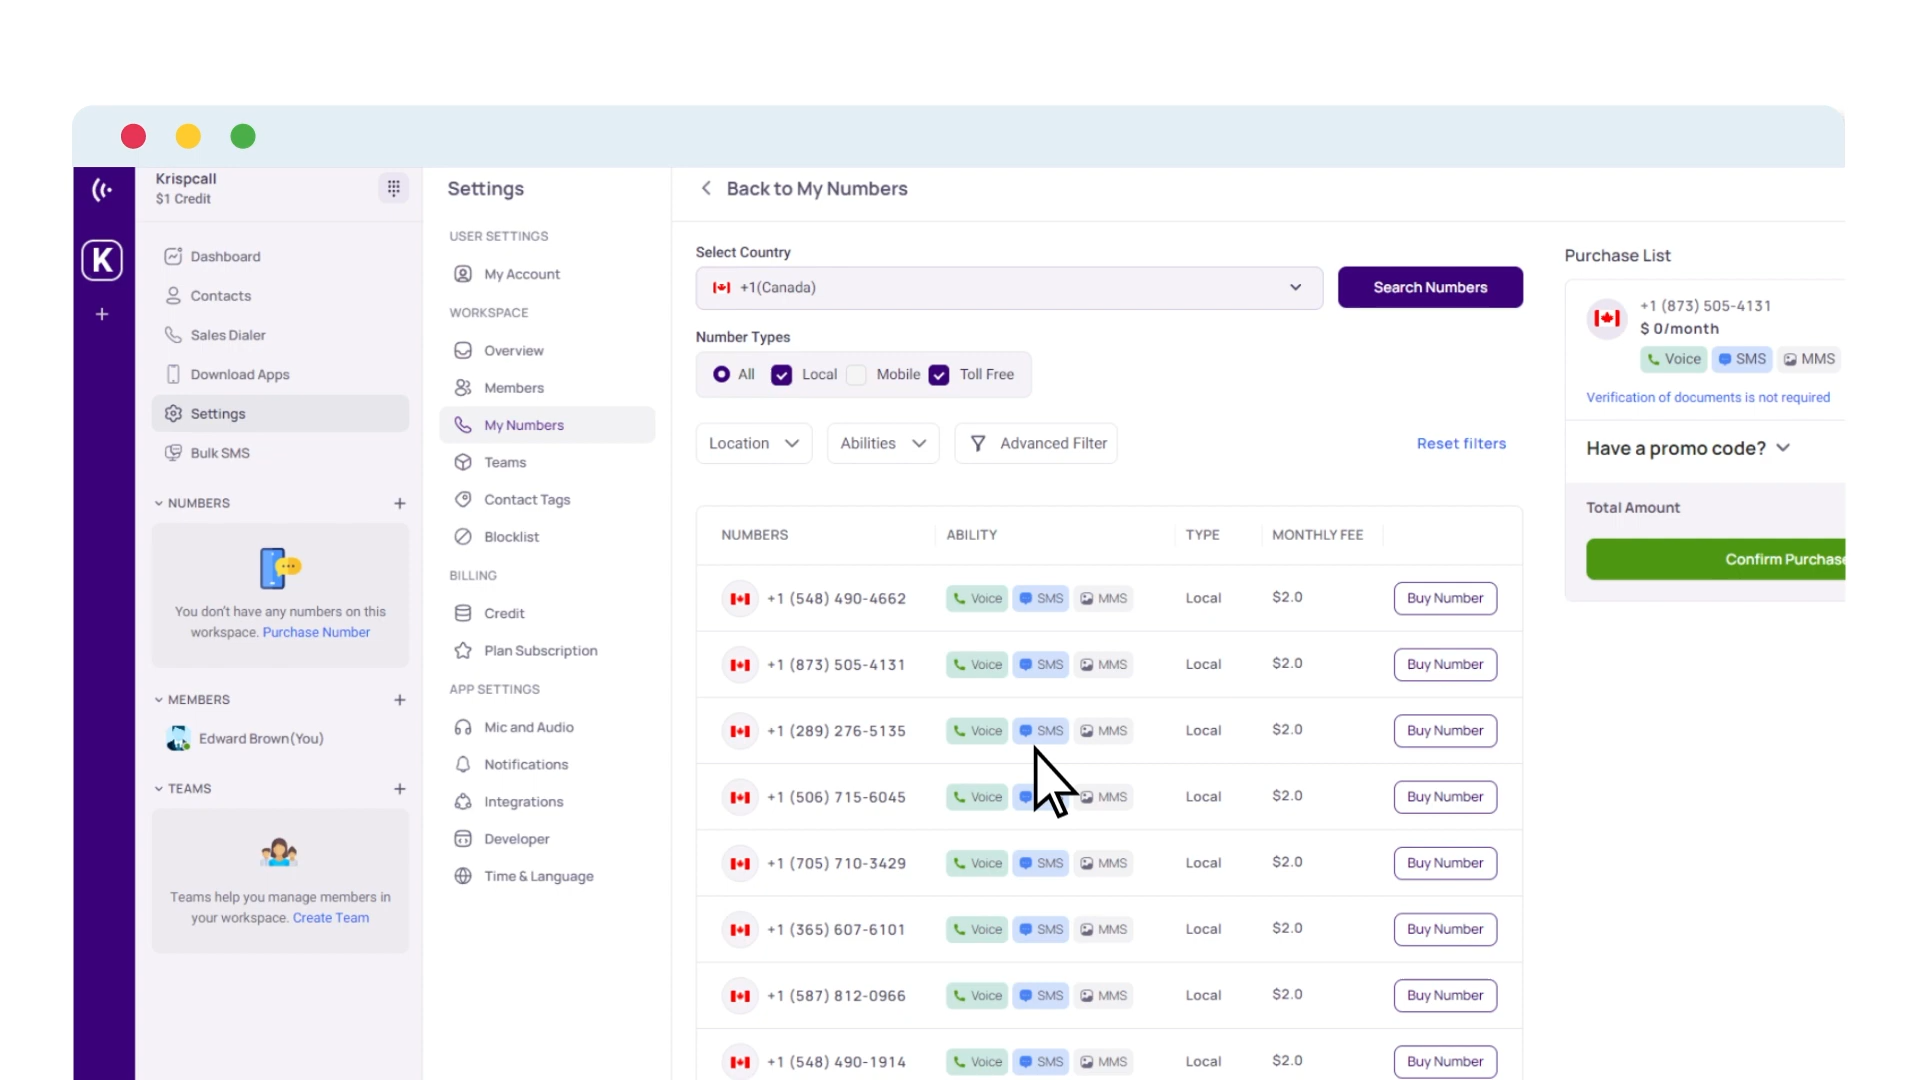 Krispcall
$1 Credit
K
Dashboard
Contacts
Sales Dialer
Download Apps
Settings
Bulk SMS
NUMBERS
You don't have any numbers on this
workspace. Purchase Number
MEMBERS
Edward Brown(You)
TEAMS
Teams help you manage members in
your workspace. Create Team
Settings
USER SETTINGS
My Account
WORKSPACE
Overview
Members
My Numbers
Teams
Contact Tags
Blocklist
BILLING
Credit
Plan Subscription
APP SETTINGS
Mic and Audio
Notifications
Integrations
Developer
Time & Language
Back to My Numbers
Select Country
+1(Canada)
Search Numbers
Number Types
All Local Mobile Toll Free
Location Abilities Advanced Filter Reset filters
NUMBERS ABILITY TYPE MONTHLY FEE
+1 (548) 490-4662 Voice SMS MMS Local $2.0 Buy Number
+1 (873) 505-4131 Voice SMS MMS Local $2.0 Buy Number
+1 (289) 276-5135 Voice SMS MMS Local $2.0 Buy Number
+1 (506) 715-6045 Voice MMS Local $2.0 Buy Number
+1 (705) 710-3429 Voice SMS MMS Local $2.0 Buy Number
+1 (365) 607-6101 Voice SMS MMS Local $2.0 Buy Number
+1 (587) 812-0966 Voice SMS MMS Local $2.0 Buy Number
+1 (548) 490-1914 Voice SMS MMS Local $2.0 Buy Number
Purchase List
+1 (873) 505-4131
$ 0/month
Voice SMS MMS
Verification of documents is not required
Have a promo code?
Total Amount
Confirm Purchase